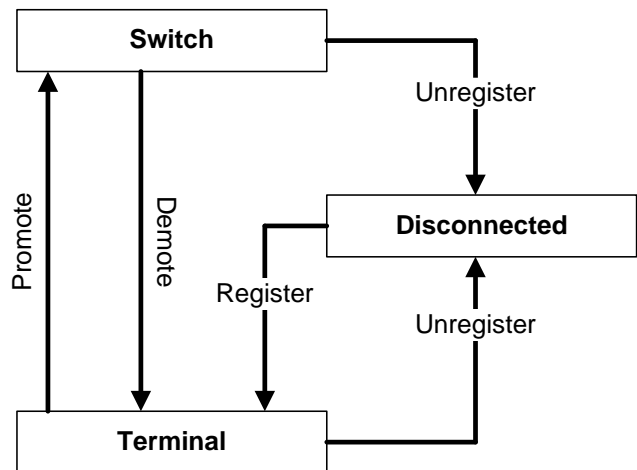 Switch
Unregister
Promote
Demote
Disconnected
Register
Unregister
Terminal